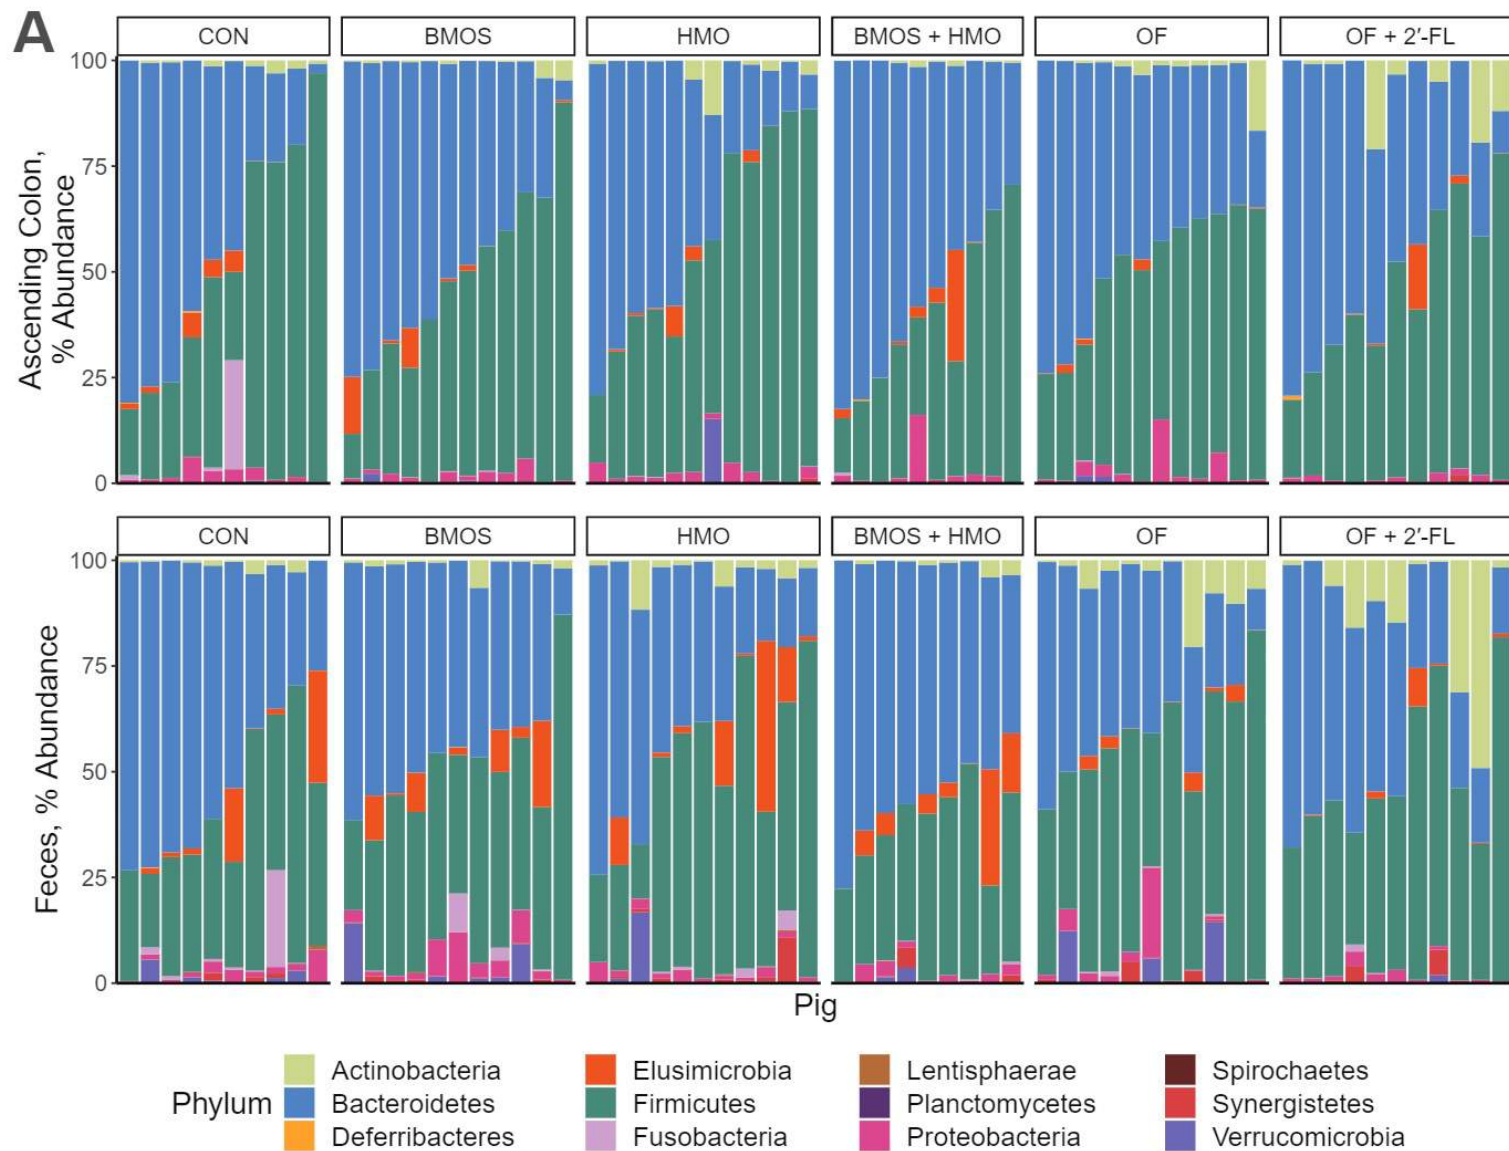 A
CON BMOS HMO BMOS + HMO OF OF + 2′-FL
100
75
50
25
0
Ascending Colon,
% Abundance
CON BMOS HMO BMOS + HMO OF OF + 2′-FL
100
75
50
25
0
Feces, % Abundance
Pig
Phylum
Actinobacteria
Bacteroidetes
Deferribacteres
Elusimicrobia
Firmicutes
Fusobacteria
Lentisphaerae
Planctomycetes
Proteobacteria
Spirochaetes
Synergistetes
Verrucomicrobia